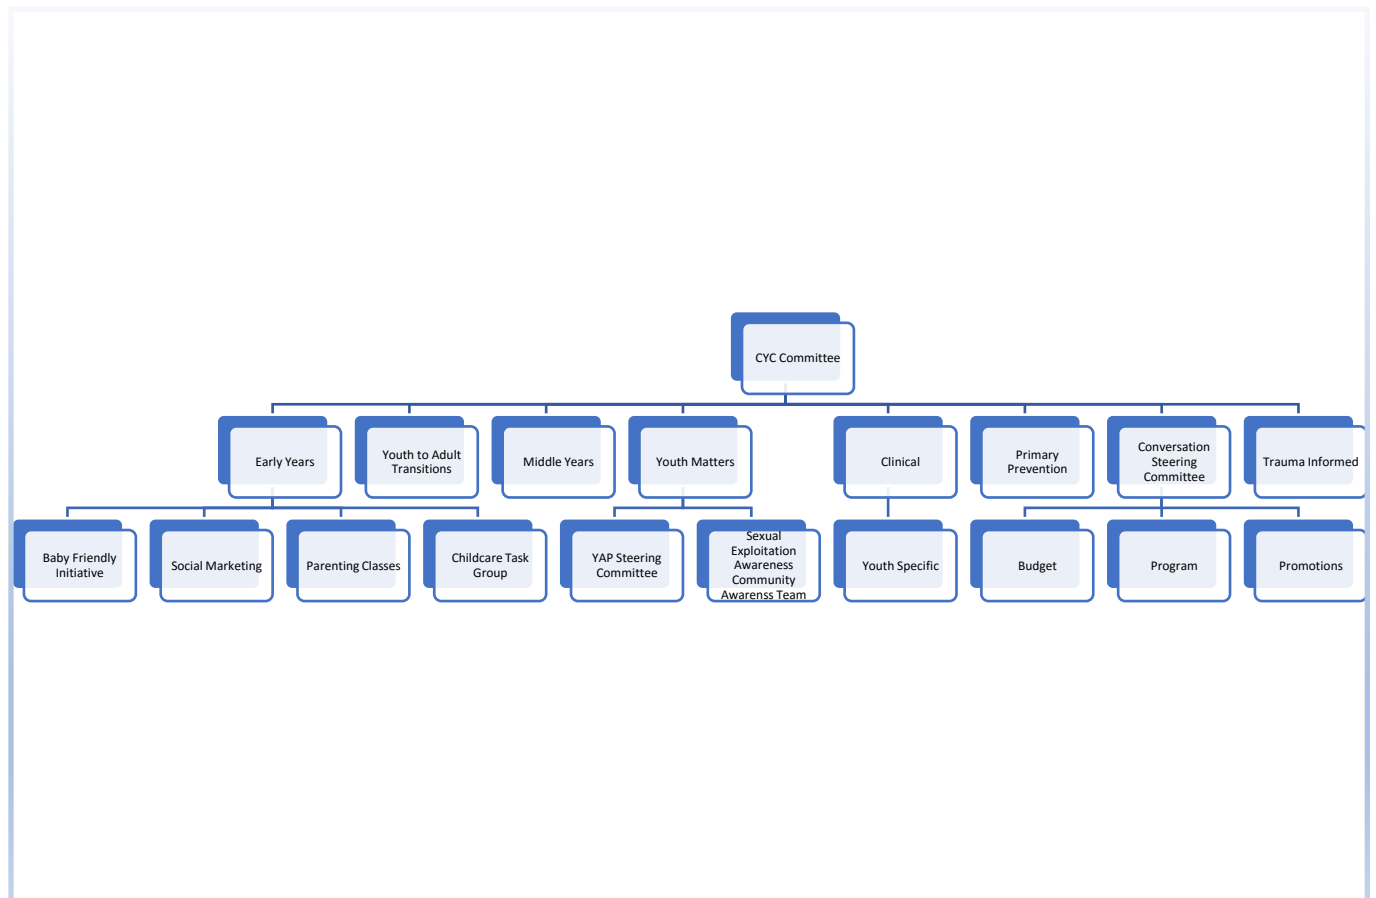 CYC Committee
Early Years
Youth to Adult
Transitions
Middle Years
Youth Matters
Clinical
Primary
Prevention
Conversation
Steering
Committee
Trauma Informed
Baby Friendly
Initiative
Social Marketing
Parenting Classes
Childcare Task
Group
YAP Steering
Committee
Sexual
Exploitation
Awareness
Community
Awarenss Team
Youth Specific
Budget
Program
Promotions